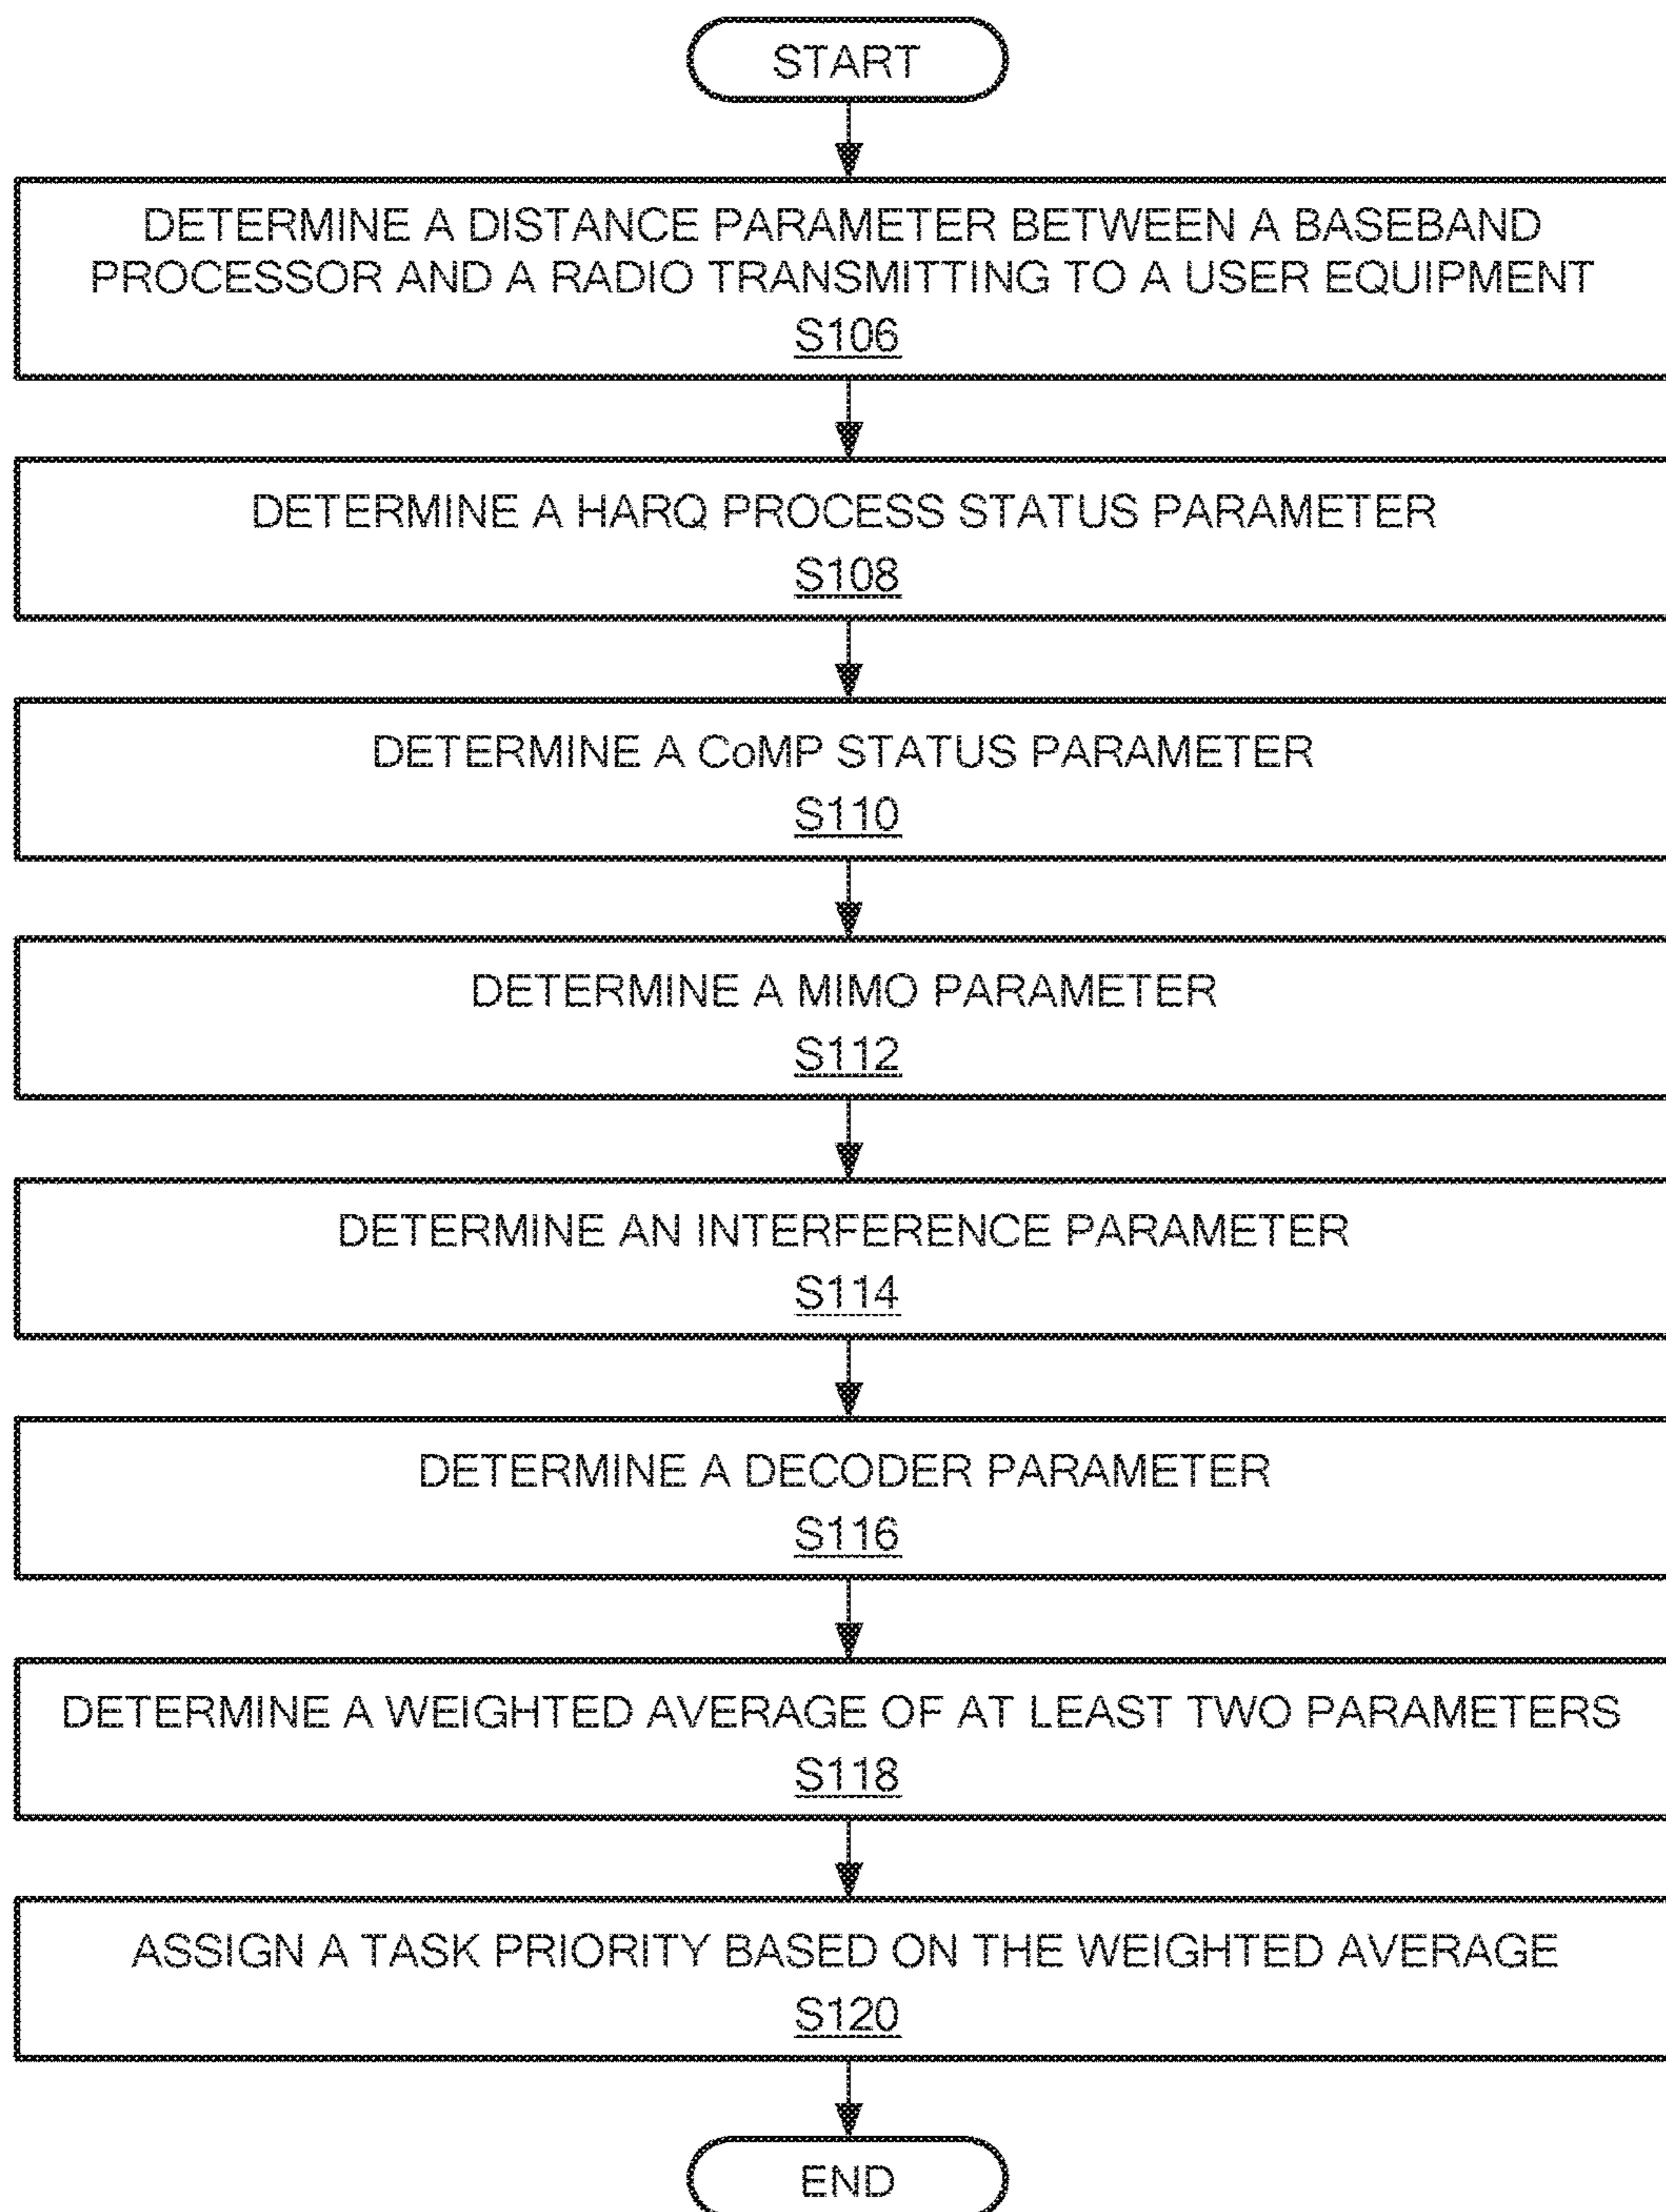 START
DETERMINE A DISTANCE PARAMETER BETWEEN A BASEBAND
PROCESSOR AND A RADIO TRANSMITTING TO A USER EQUIPMENT
S106
DETERMINE A HARQ PROCESS STATUS PARAMETER
S108
DETERMINE A CoMP STATUS PARAMETER
S110
DETERMINE A MIMO PARAMETER
S112
DETERMINE AN INTERFERENCE PARAMETER
S114
DETERMINE A DECODER PARAMETER
S116
DETERMINE A WEIGHTED AVERAGE OF AT LEAST TWO PARAMETERS
S118
ASSIGN A TASK PRIORITY BASED ON THE WEIGHTED AVERAGE
S120
END